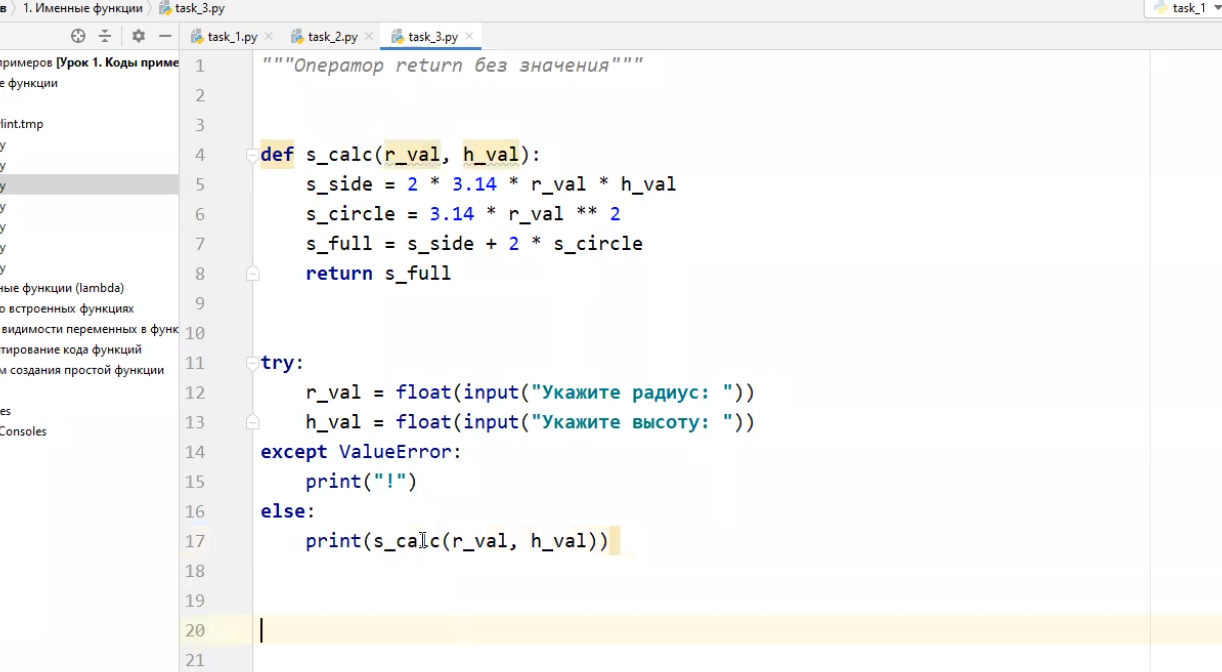 в 1. Именные функции task_3.py task_1
task_1.py task_2.py task_3.py
примеров [Урок 1. Коды приме
е функции
lint.tmp
y
y
y
y
y
y
y
ные функции (lambda)
о встроенных функциях
видимости переменных в функ
тирование кода функций
м создания простой функции
es
Consoles
1 """Оператор return без значения"""
2
3
4 def s_calc(r_val, h_val):
5 s_side = 2 * 3.14 * r_val * h_val
6 s_circle = 3.14 * r_val ** 2
7 s_full = s_side + 2 * s_circle
8 return s_full
9
10
11 try:
12 r_val = float(input("Укажите радиус: "))
13 h_val = float(input("Укажите высоту: "))
14 except ValueError:
15 print("!")
16 else:
17 print(s_calc(r_val, h_val))
18
19
20
21